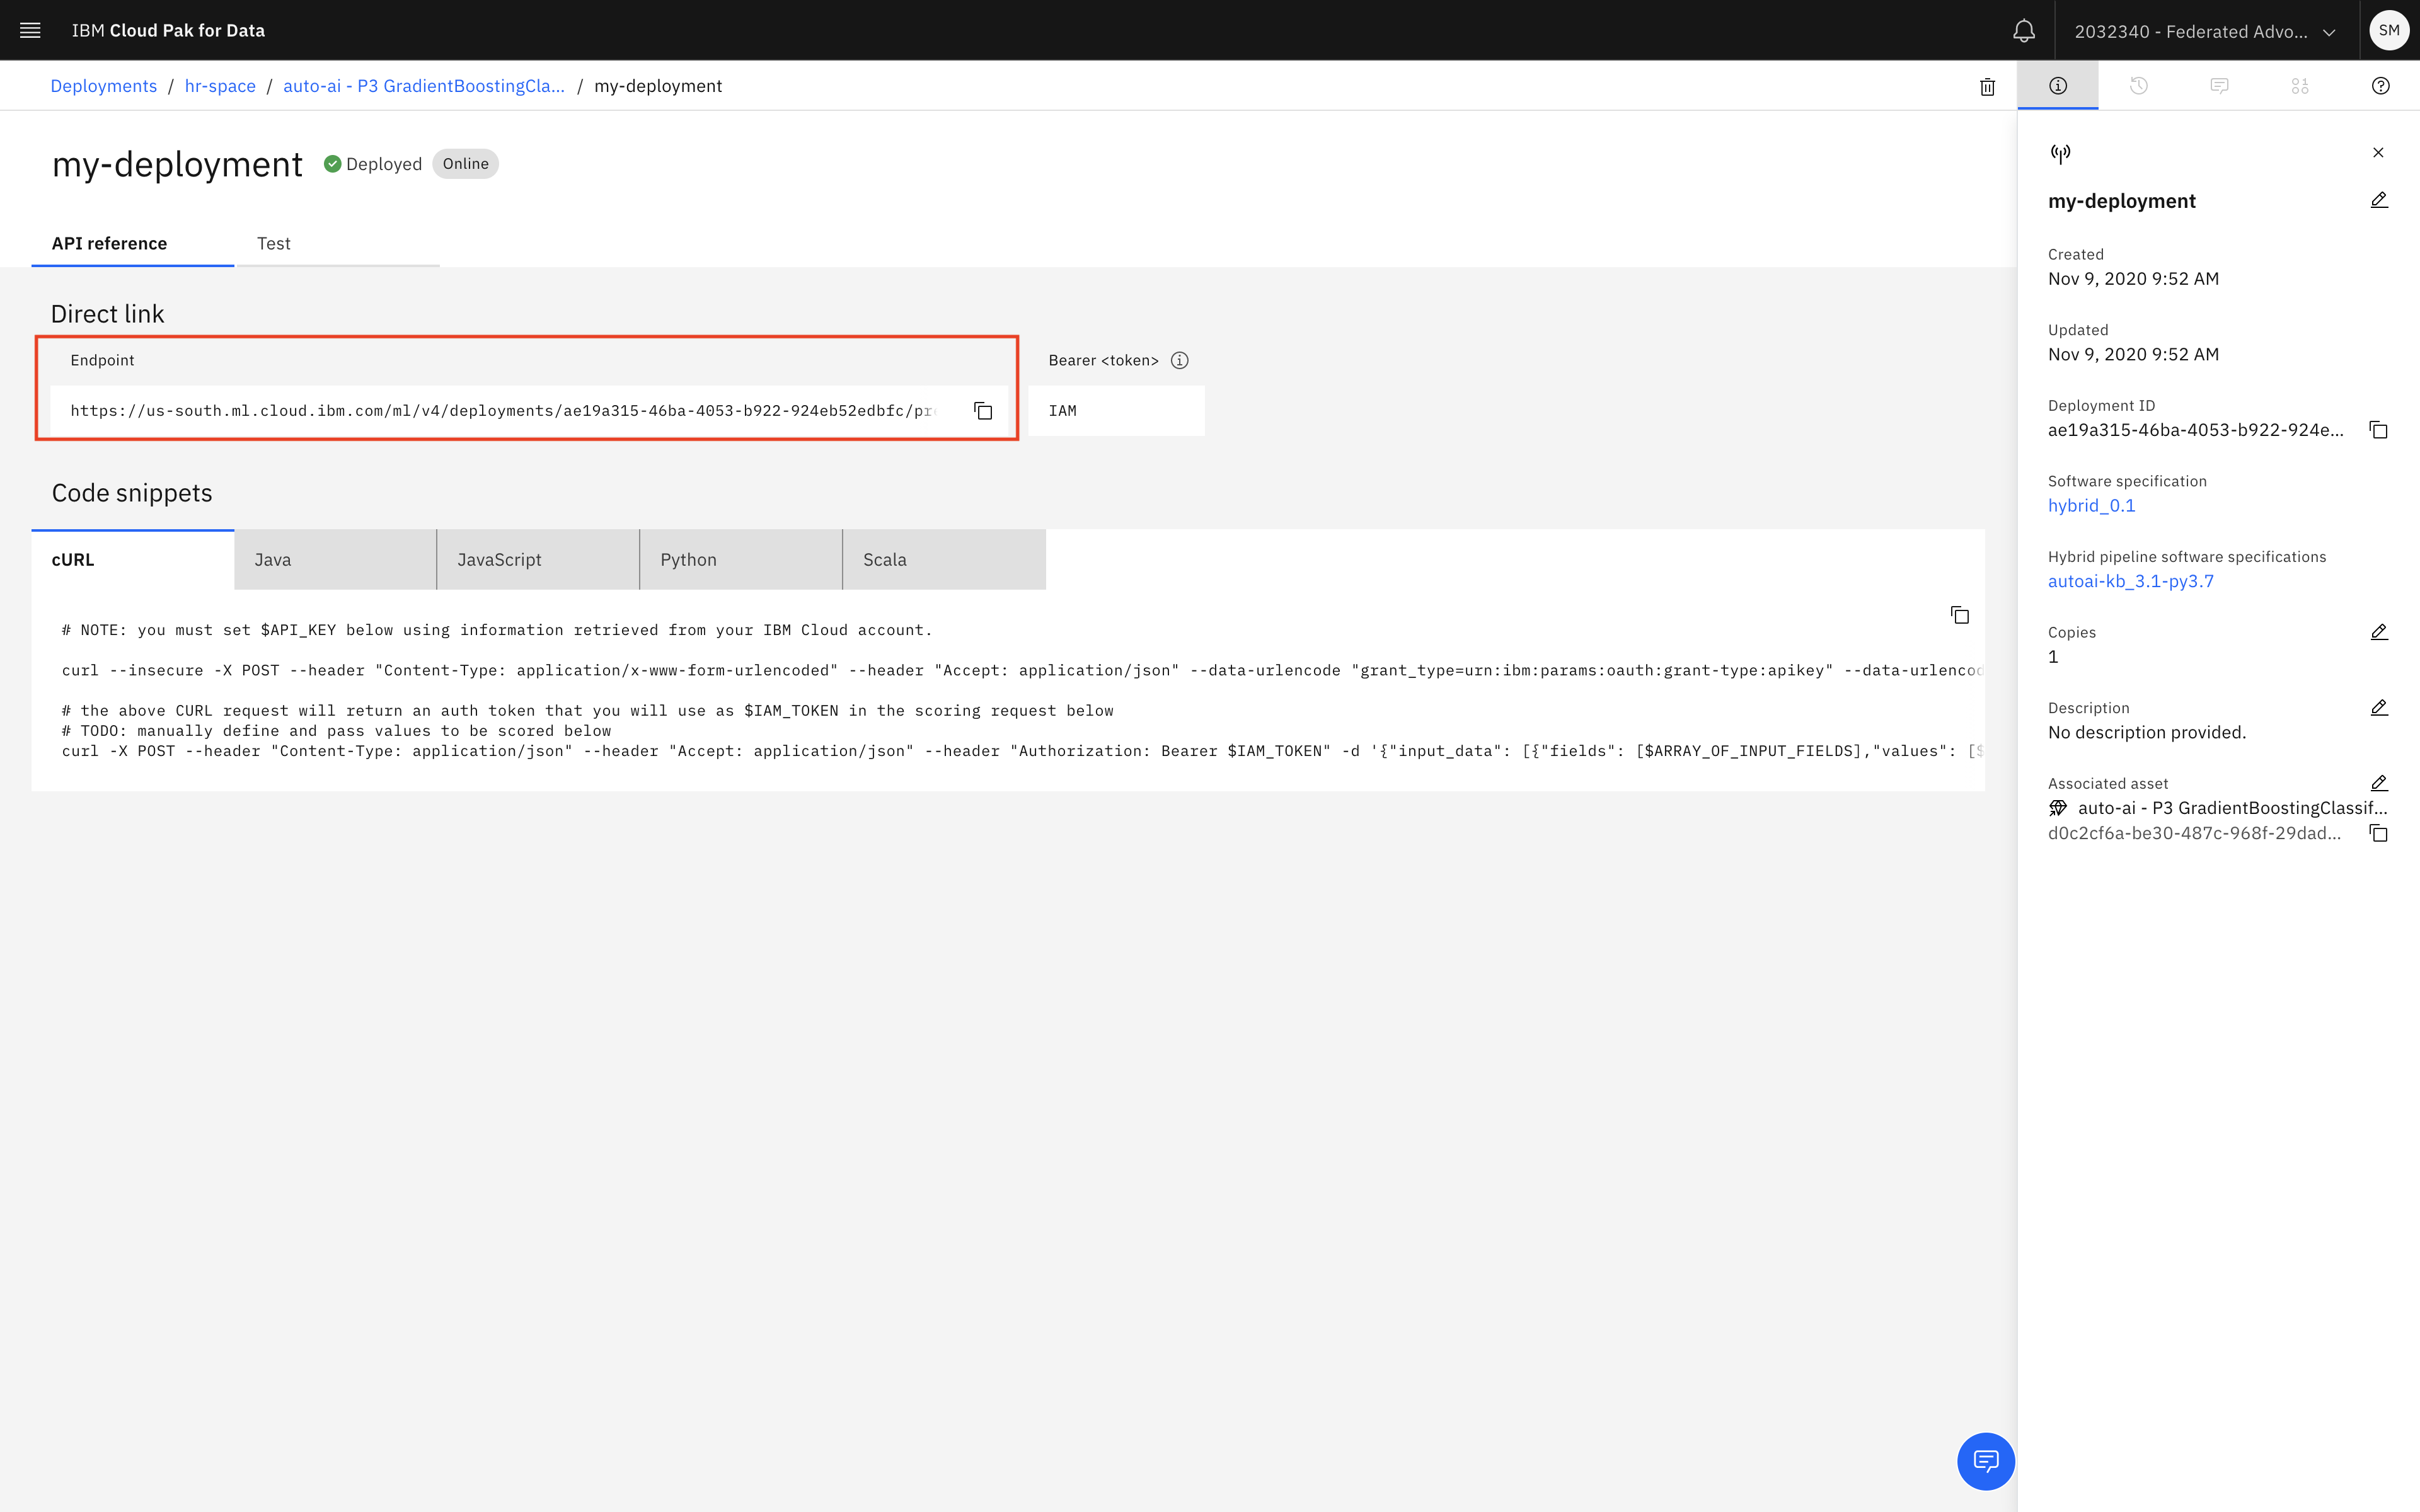 IBM Cloud Pak for Data
2032340 - Federated Advo...
SM
Deployments / hr-space / auto-ai - P3 GradientBoostingCla... / my-deployment
my-deployment
Deployed
Online
API reference
Test
Direct link
Endpoint
https://us-south.ml.cloud.ibm.com/ml/v4/deployments/ae19a315-46ba-4053-b922-924eb52edbfc/pr
Bearer <token>
IAM
Code snippets
cURL
Java
JavaScript
Python
Scala
# NOTE: you must set $API_KEY below using information retrieved from your IBM Cloud account.
curl --insecure -X POST --header "Content-Type: application/x-www-form-urlencoded" --header "Accept: application/json" --data-urlencode "grant_type=urn:ibm:params:oauth:grant-type:apikey" --data-urlencod
# the above CURL request will return an auth token that you will use as $IAM_TOKEN in the scoring request below
# TODO: manually define and pass values to be scored below
curl -X POST --header "Content-Type: application/json" --header "Accept: application/json" --header "Authorization: Bearer $IAM_TOKEN" -d '{"input_data": [{"fields": [$ARRAY_OF_INPUT_FIELDS],"values": [$
my-deployment
Created
Nov 9, 2020 9:52 AM
Updated
Nov 9, 2020 9:52 AM
Deployment ID
ae19a315-46ba-4053-b922-924e...
Software specification
hybrid_0.1
Hybrid pipeline software specifications
autoai-kb_3.1-py3.7
Copies
1
Description
No description provided.
Associated asset
auto-ai - P3 GradientBoostingClassif...
d0c2cf6a-be30-487c-968f-29dad...